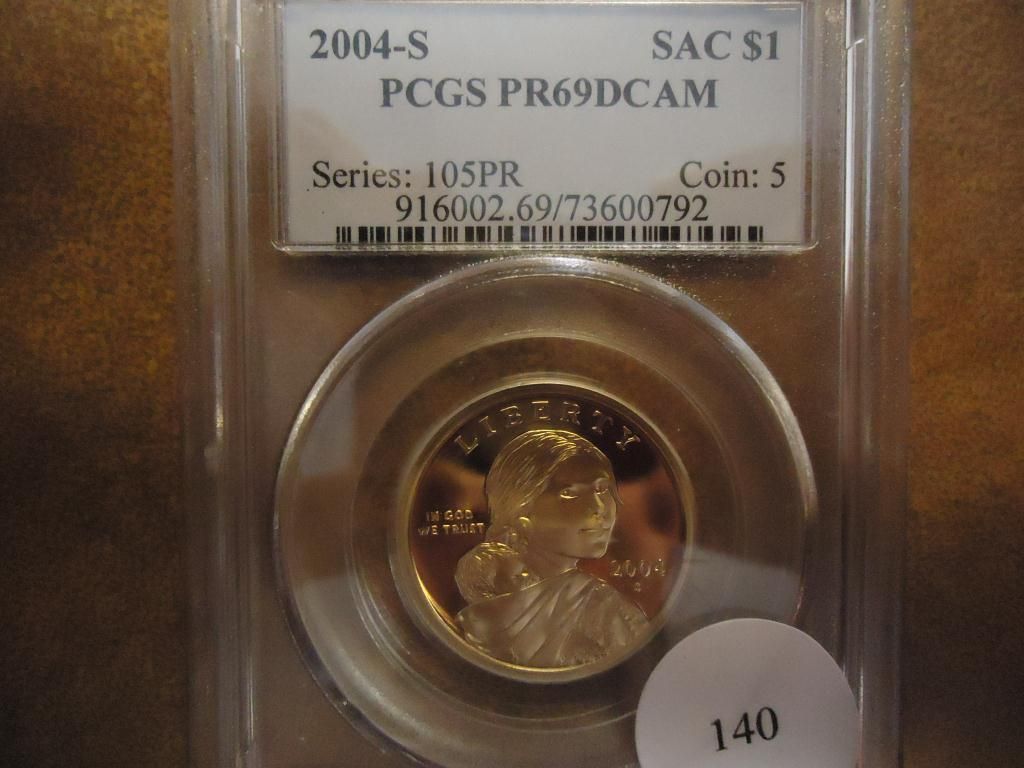 2004-S SAC $1
PCGS PR69DCAM
Series: 105PR Coin: 5
916002.69/73600792
LIBERTY
IN GOD
WE TRUST
2004
S
140